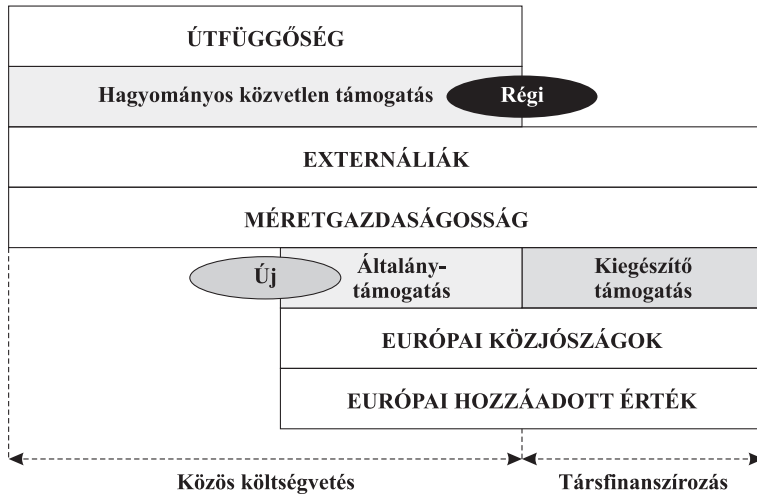 ÚTFÜGGŐSÉG
Hagyományos közvetlen támogatás
Régi
EXTERNÁLIÁK
MÉRETGAZDASÁGOSSÁG
Új
Általány-
támogatás
Kiegészítő
támogatás
EURÓPAI KÖZJÓSZÁGOK
EURÓPAI HOZZÁADOTT ÉRTÉK
Közös költségvetés
Társfinanszírozás